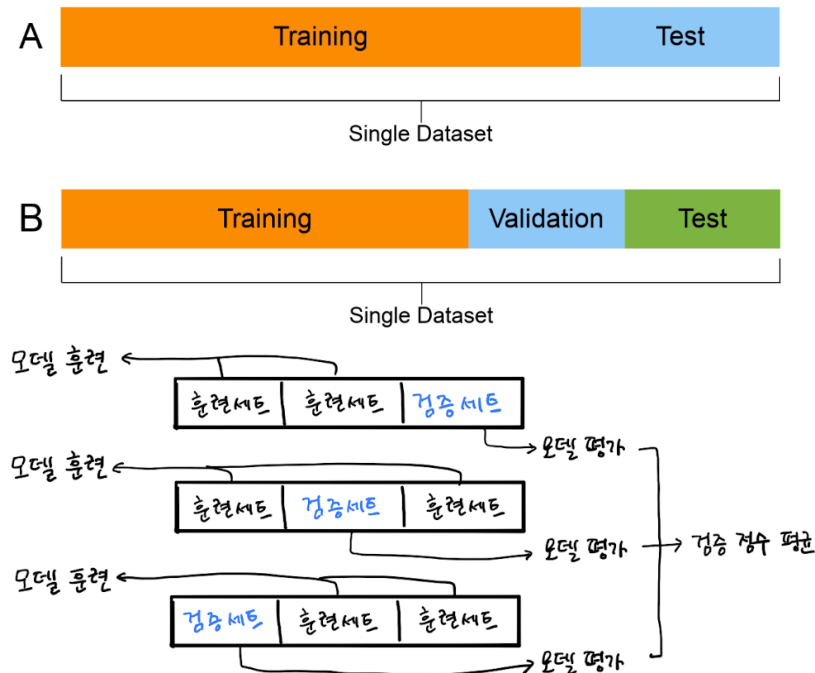 A Training Test
Single Dataset
B Training Validation Test
Single Dataset
모델 훈련
훈련세트 훈련세트 검증세트
모델 평가
모델 훈련
훈련세트 검증세트 훈련세트
모델 평가 검증 점수 평균
모델 훈련
검증세트 훈련세트 훈련세트
모델 평가